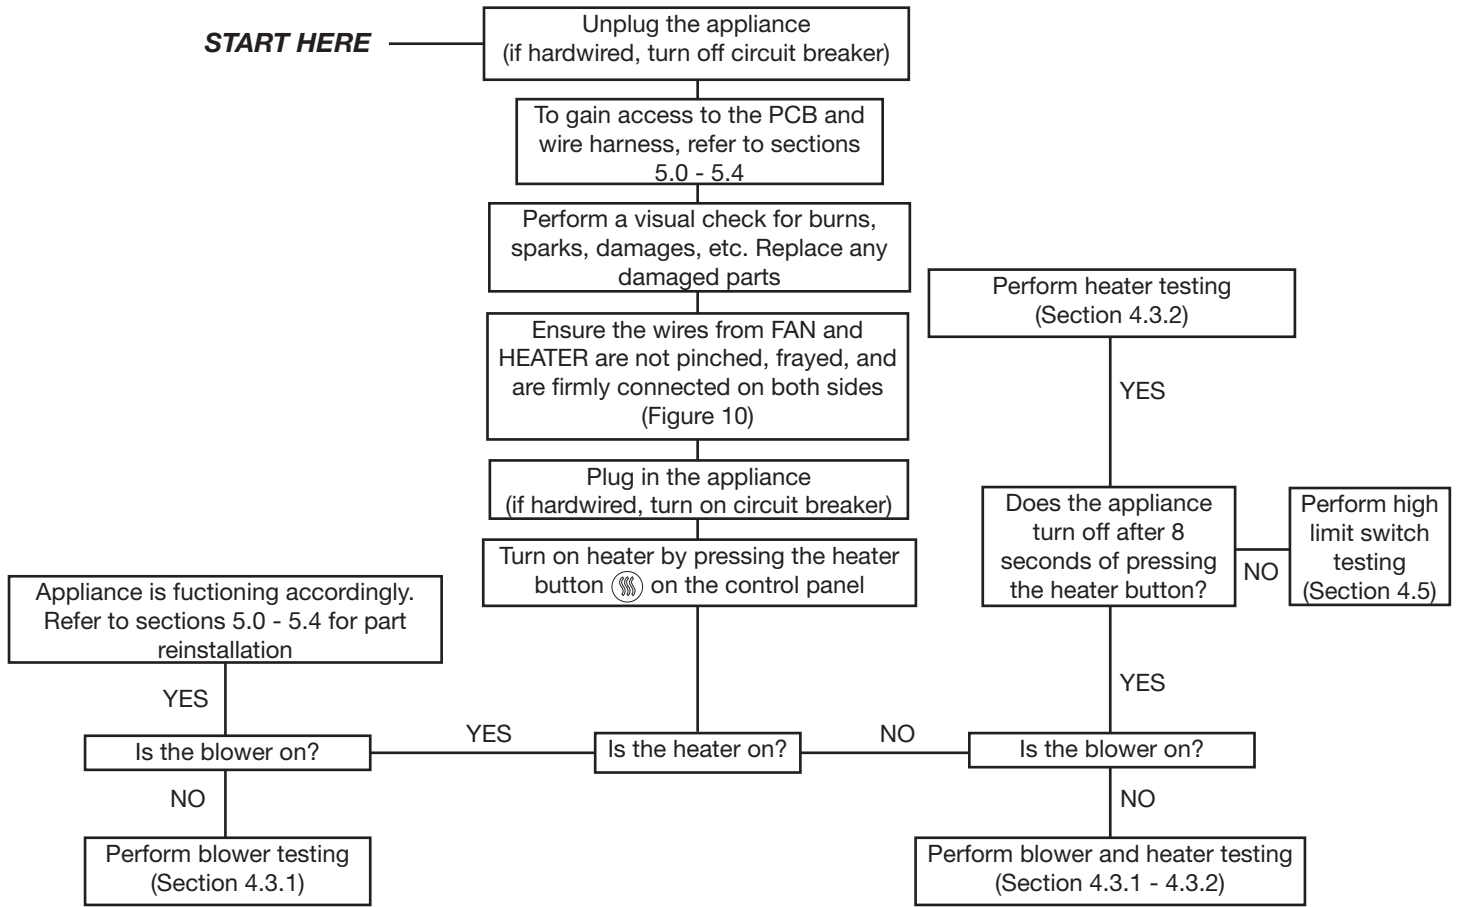 START HERE
Unplug the appliance
(if hardwired, turn off circuit breaker)
To gain access to the PCB and
wire harness, refer to sections
5.0 - 5.4
Perform a visual check for burns,
sparks, damages, etc. Replace any
damaged parts
Ensure the wires from FAN and
HEATER are not pinched, frayed, and
are firmly connected on both sides
(Figure 10)
Plug in the appliance
(if hardwired, turn on circuit breaker)
Turn on heater by pressing the heater
button on the control panel
Is the heater on?
YES
Is the blower on?
YES
Appliance is fuctioning accordingly.
Refer to sections 5.0 - 5.4 for part
reinstallation
NO
Perform blower testing
(Section 4.3.1)
NO
Is the blower on?
NO
Perform blower and heater testing
(Section 4.3.1 - 4.3.2)
YES
Does the appliance
turn off after 8
seconds of pressing
the heater button?
NO
Perform high
limit switch
testing
(Section 4.5)
YES
Perform heater testing
(Section 4.3.2)